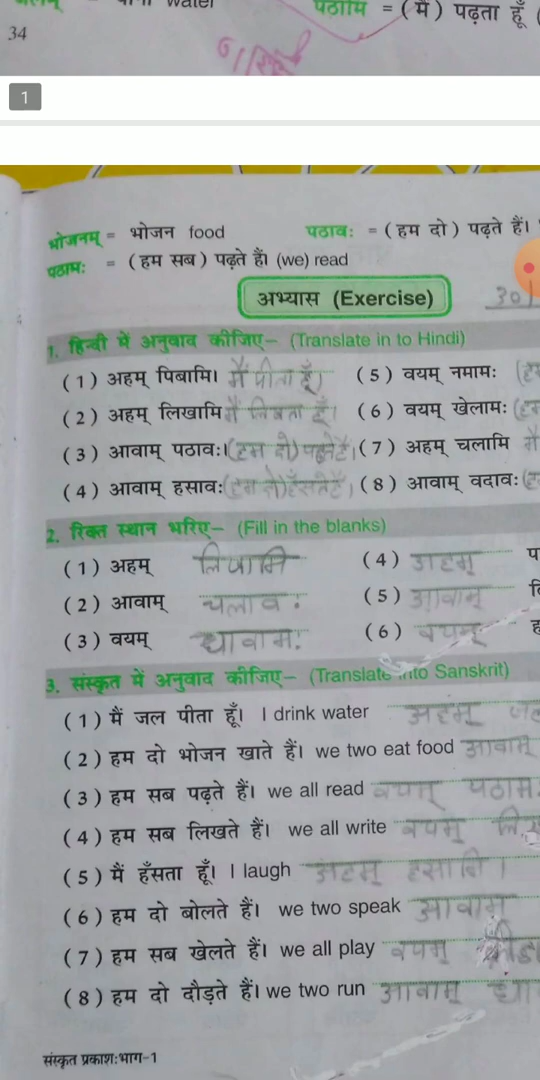 = water पठामि = ( मैं ) पढ़ता हूँ
34
1
भोजनम् = भोजन food पठावः = ( हम दो ) पढ़ते हैं।
पठामः = ( हम सब ) पढ़ते हैं। (we) read
अभ्यास (Exercise) 30
1. हिन्दी में अनुवाद कीजिए– (Translate in to Hindi)
( 1 ) अहम् पिबामि। मैं पीता हूँ। ( 5 ) वयम् नमामः
( 2 ) अहम् लिखामि मैं लिखता हूँ। ( 6 ) वयम् खेलामः
( 3 ) आवाम् पठावः। (हम दो) पढ़ते हैं। ( 7 ) अहम् चलामि मैं
( 4 ) आवाम् हसावः (हम दो) हँसते हैं। ( 8 ) आवाम् वदावः
2. रिक्त स्थान भरिए– (Fill in the blanks)
( 1 ) अहम् लिखामि ( 4 ) अहम्
( 2 ) आवाम् चलावः ( 5 ) आवाम्
( 3 ) वयम् धावामः ( 6 ) वयम्
3. संस्कृत में अनुवाद कीजिए– (Translate into Sanskrit)
( 1 ) मैं जल पीता हूँ। I drink water अहम् जल
( 2 ) हम दो भोजन खाते हैं। we two eat food आवाम्
( 3 ) हम सब पढ़ते हैं। we all read वयम् पठामः
( 4 ) हम सब लिखते हैं। we all write वयम्
( 5 ) मैं हँसता हूँ। I laugh अहम् हसामि ।
( 6 ) हम दो बोलते हैं। we two speak आवाम्
( 7 ) हम सब खेलते हैं। we all play वयम्
( 8 ) हम दो दौड़ते हैं। we two run आवाम्
संस्कृत प्रकाश:भाग-1